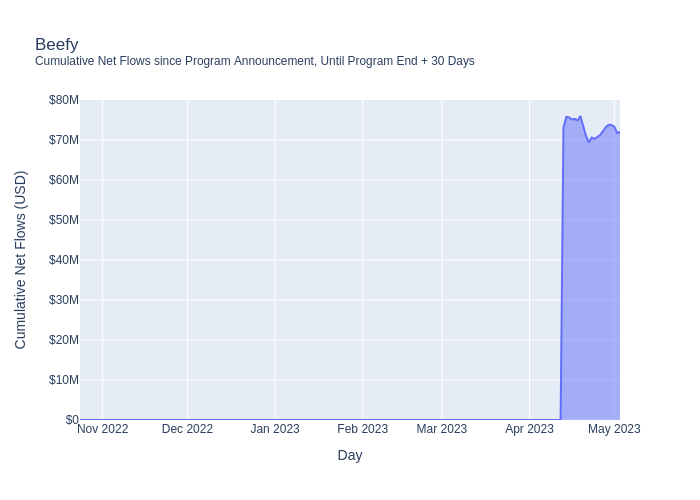 Beefy
Cumulative Net Flows since Program Announcement, Until Program End + 30 Days
Cumulative Net Flows (USD)
$80M
$70M
$60M
$50M
$40M
$30M
$20M
$10M
$0
Nov 2022 Dec 2022 Jan 2023 Feb 2023 Mar 2023 Apr 2023 May 2023
Day